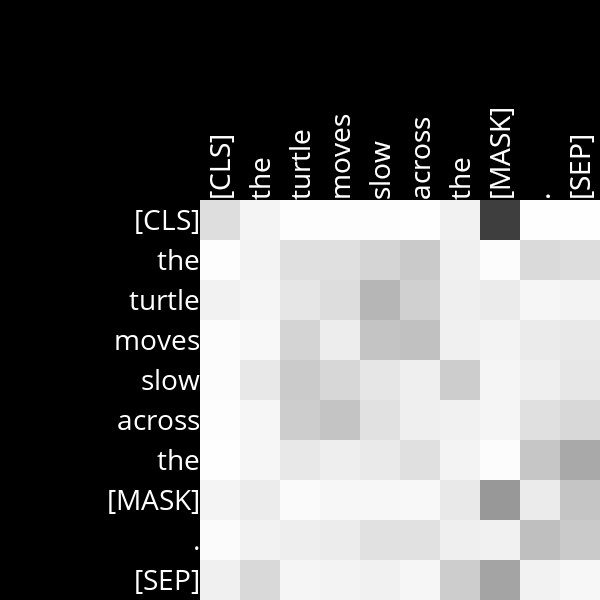 [CLS] the turtle moves slow across the [MASK] . [SEP]
[CLS]
the
turtle
moves
slow
across
the
[MASK]
.
[SEP]